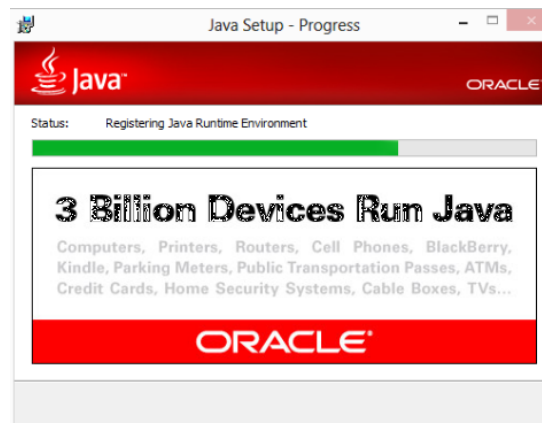 Java Setup - Progress
Java
ORACLE
Status: Registering Java Runtime Environment
3 Billion Devices Run Java
Computers, Printers, Routers, Cell Phones, BlackBerry,
Kindle, Parking Meters, Public Transportation Passes, ATMs,
Credit Cards, Home Security Systems, Cable Boxes, TVs...
ORACLE